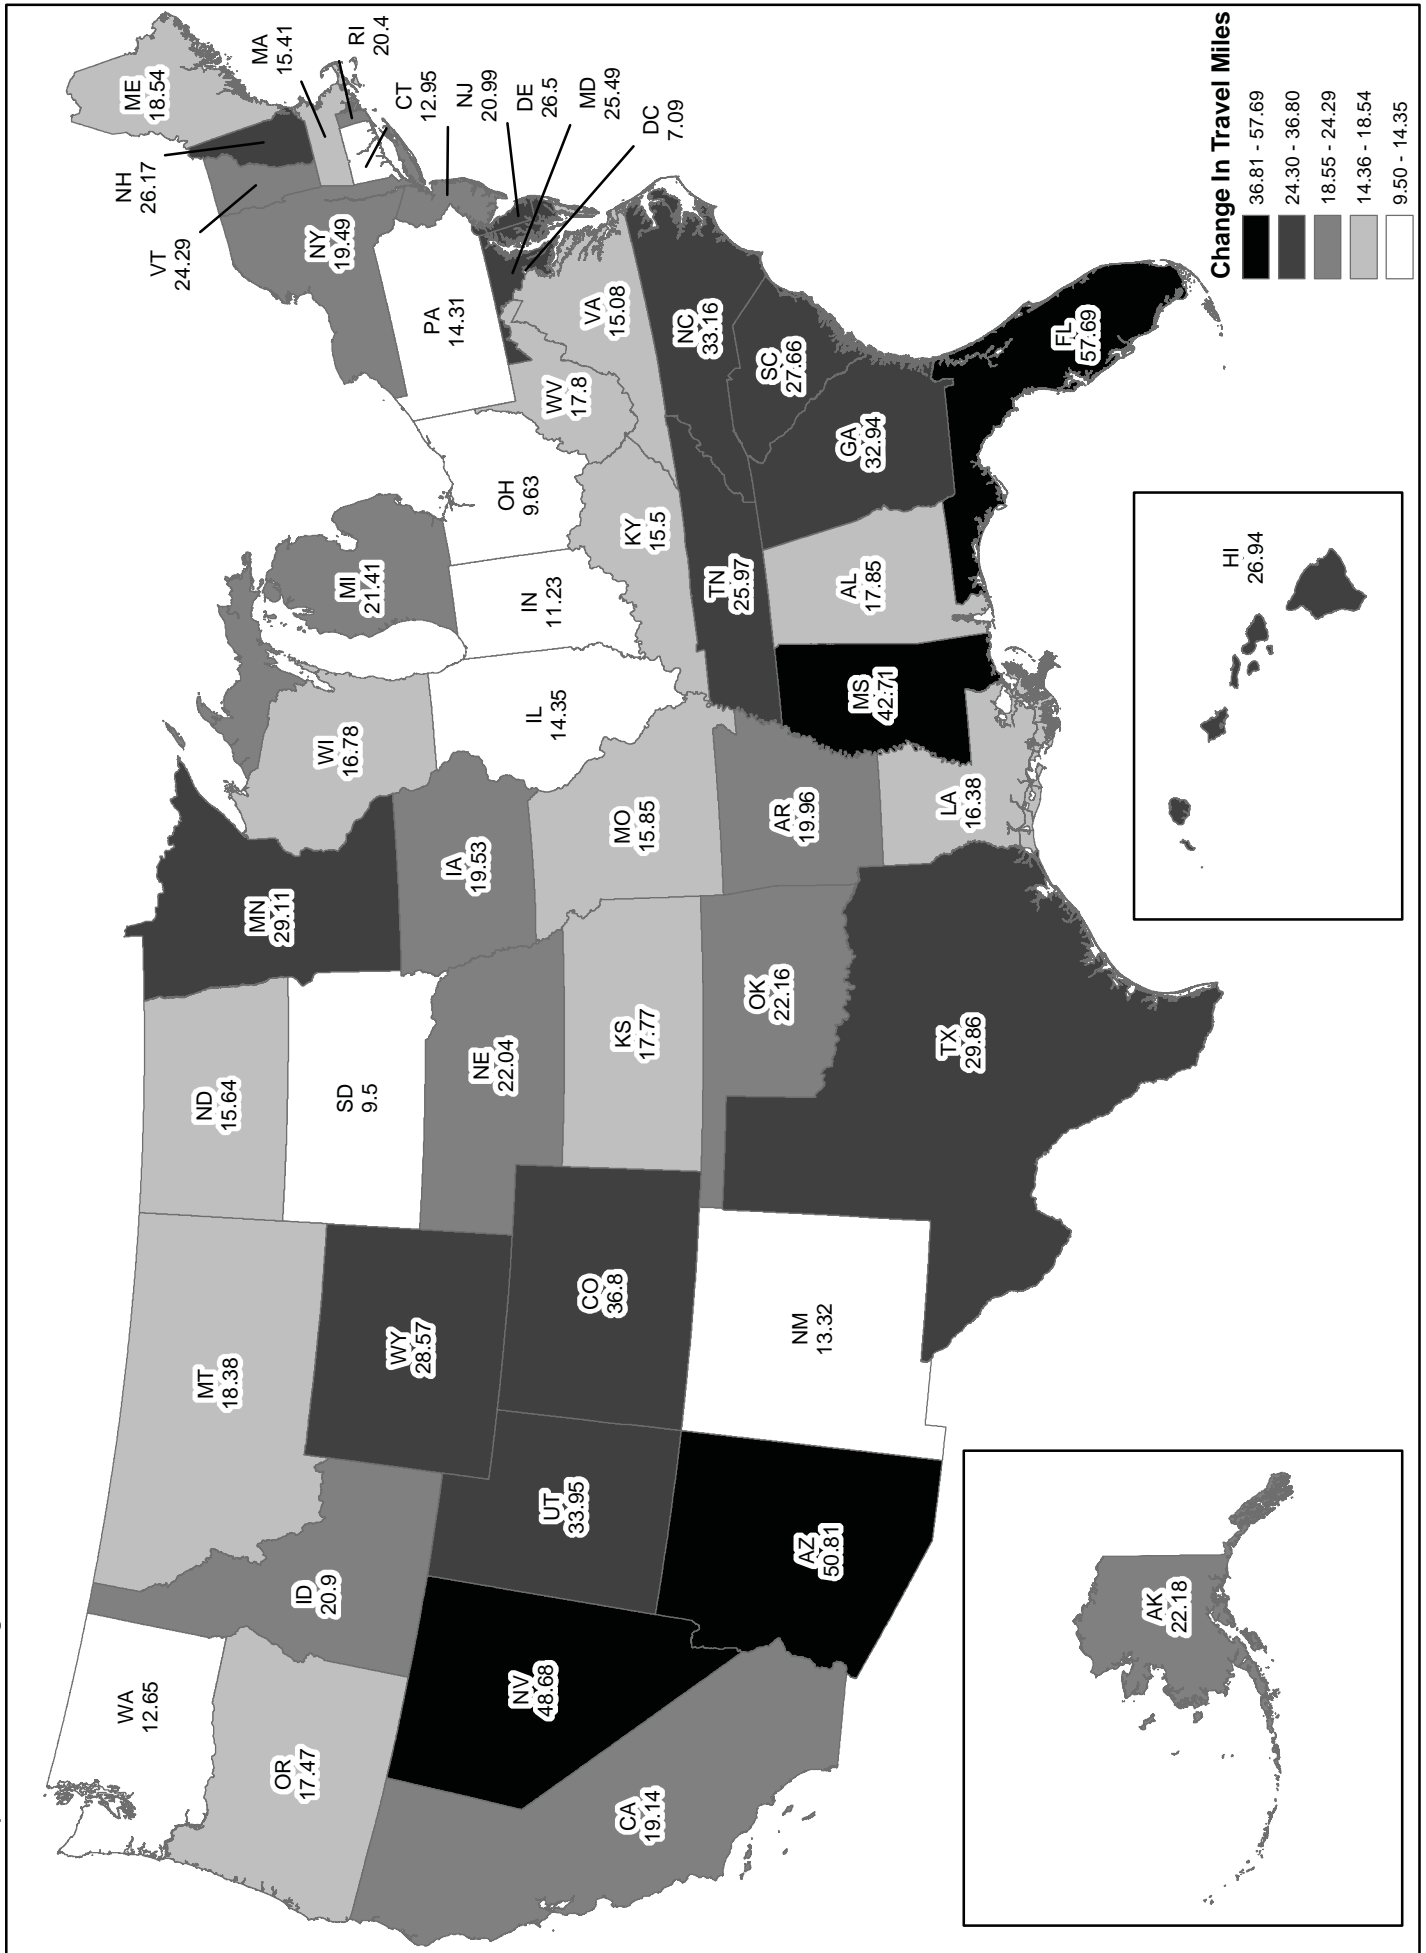 WA
12.65
OR
17.47
CA
19.14
NV
48.68
ID
20.9
MT
18.38
WY
28.57
UT
33.95
AZ
50.81
CO
36.8
NM
13.32
ND
15.64
SD
9.5
NE
22.04
KS
17.77
OK
22.16
TX
29.86
MN
29.11
IA
19.53
MO
15.85
AR
19.96
LA
16.38
WI
16.78
IL
14.35
MS
42.71
MI
21.41
IN
11.23
OH
9.63
KY
15.5
TN
25.97
AL
17.85
GA
32.94
FL
57.69
SC
27.66
NC
33.16
VA
15.08
WV
17.8
PA
14.31
NY
19.49
VT
24.29
NH
26.17
ME
18.54
MA
15.41
RI
20.4
CT
12.95
NJ
20.99
DE
26.5
MD
25.49
DC
7.09
AK
22.18
HI
26.94
Change In Travel Miles
36.81 - 57.69
24.30 - 36.80
18.55 - 24.29
14.36 - 18.54
9.50 - 14.35